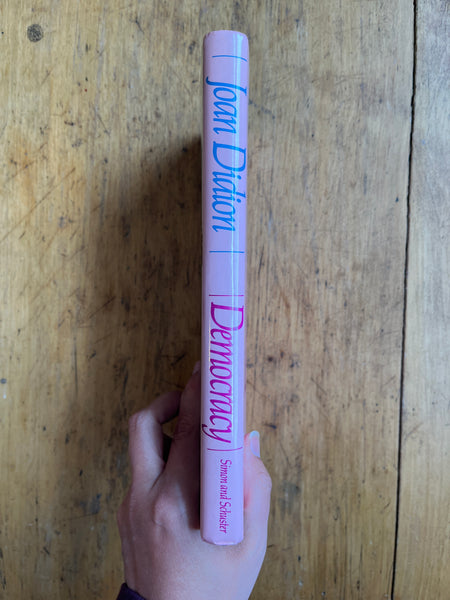 Joan Didion
Democracy
Simon and Schuster